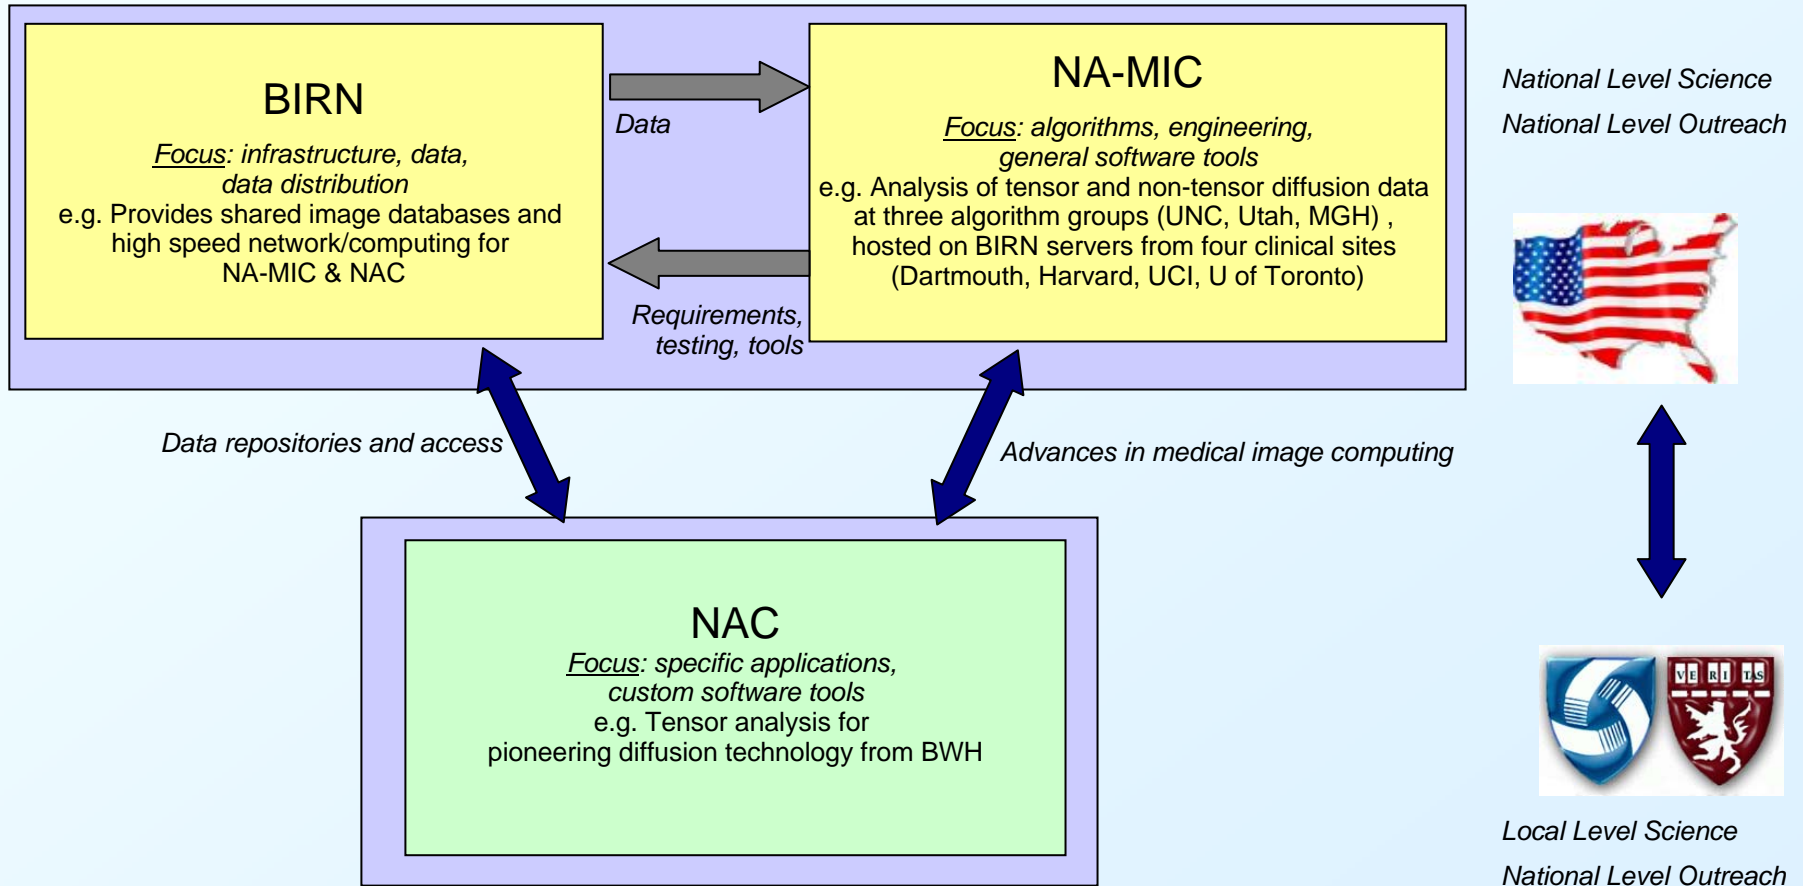 BIRN
Focus: infrastructure, data,
data distribution
e.g. Provides shared image databases and
high speed network/computing for
NA-MIC & NAC
Data
Requirements,
testing, tools
NA-MIC
Focus: algorithms, engineering,
general software tools
e.g. Analysis of tensor and non-tensor diffusion data
at three algorithm groups (UNC, Utah, MGH) ,
hosted on BIRN servers from four clinical sites
(Dartmouth, Harvard, UCI, U of Toronto)
National Level Science
National Level Outreach
Data repositories and access
Advances in medical image computing
NAC
Focus: specific applications,
custom software tools
e.g. Tensor analysis for
pioneering diffusion technology from BWH
VE RI TAS
Local Level Science
National Level Outreach